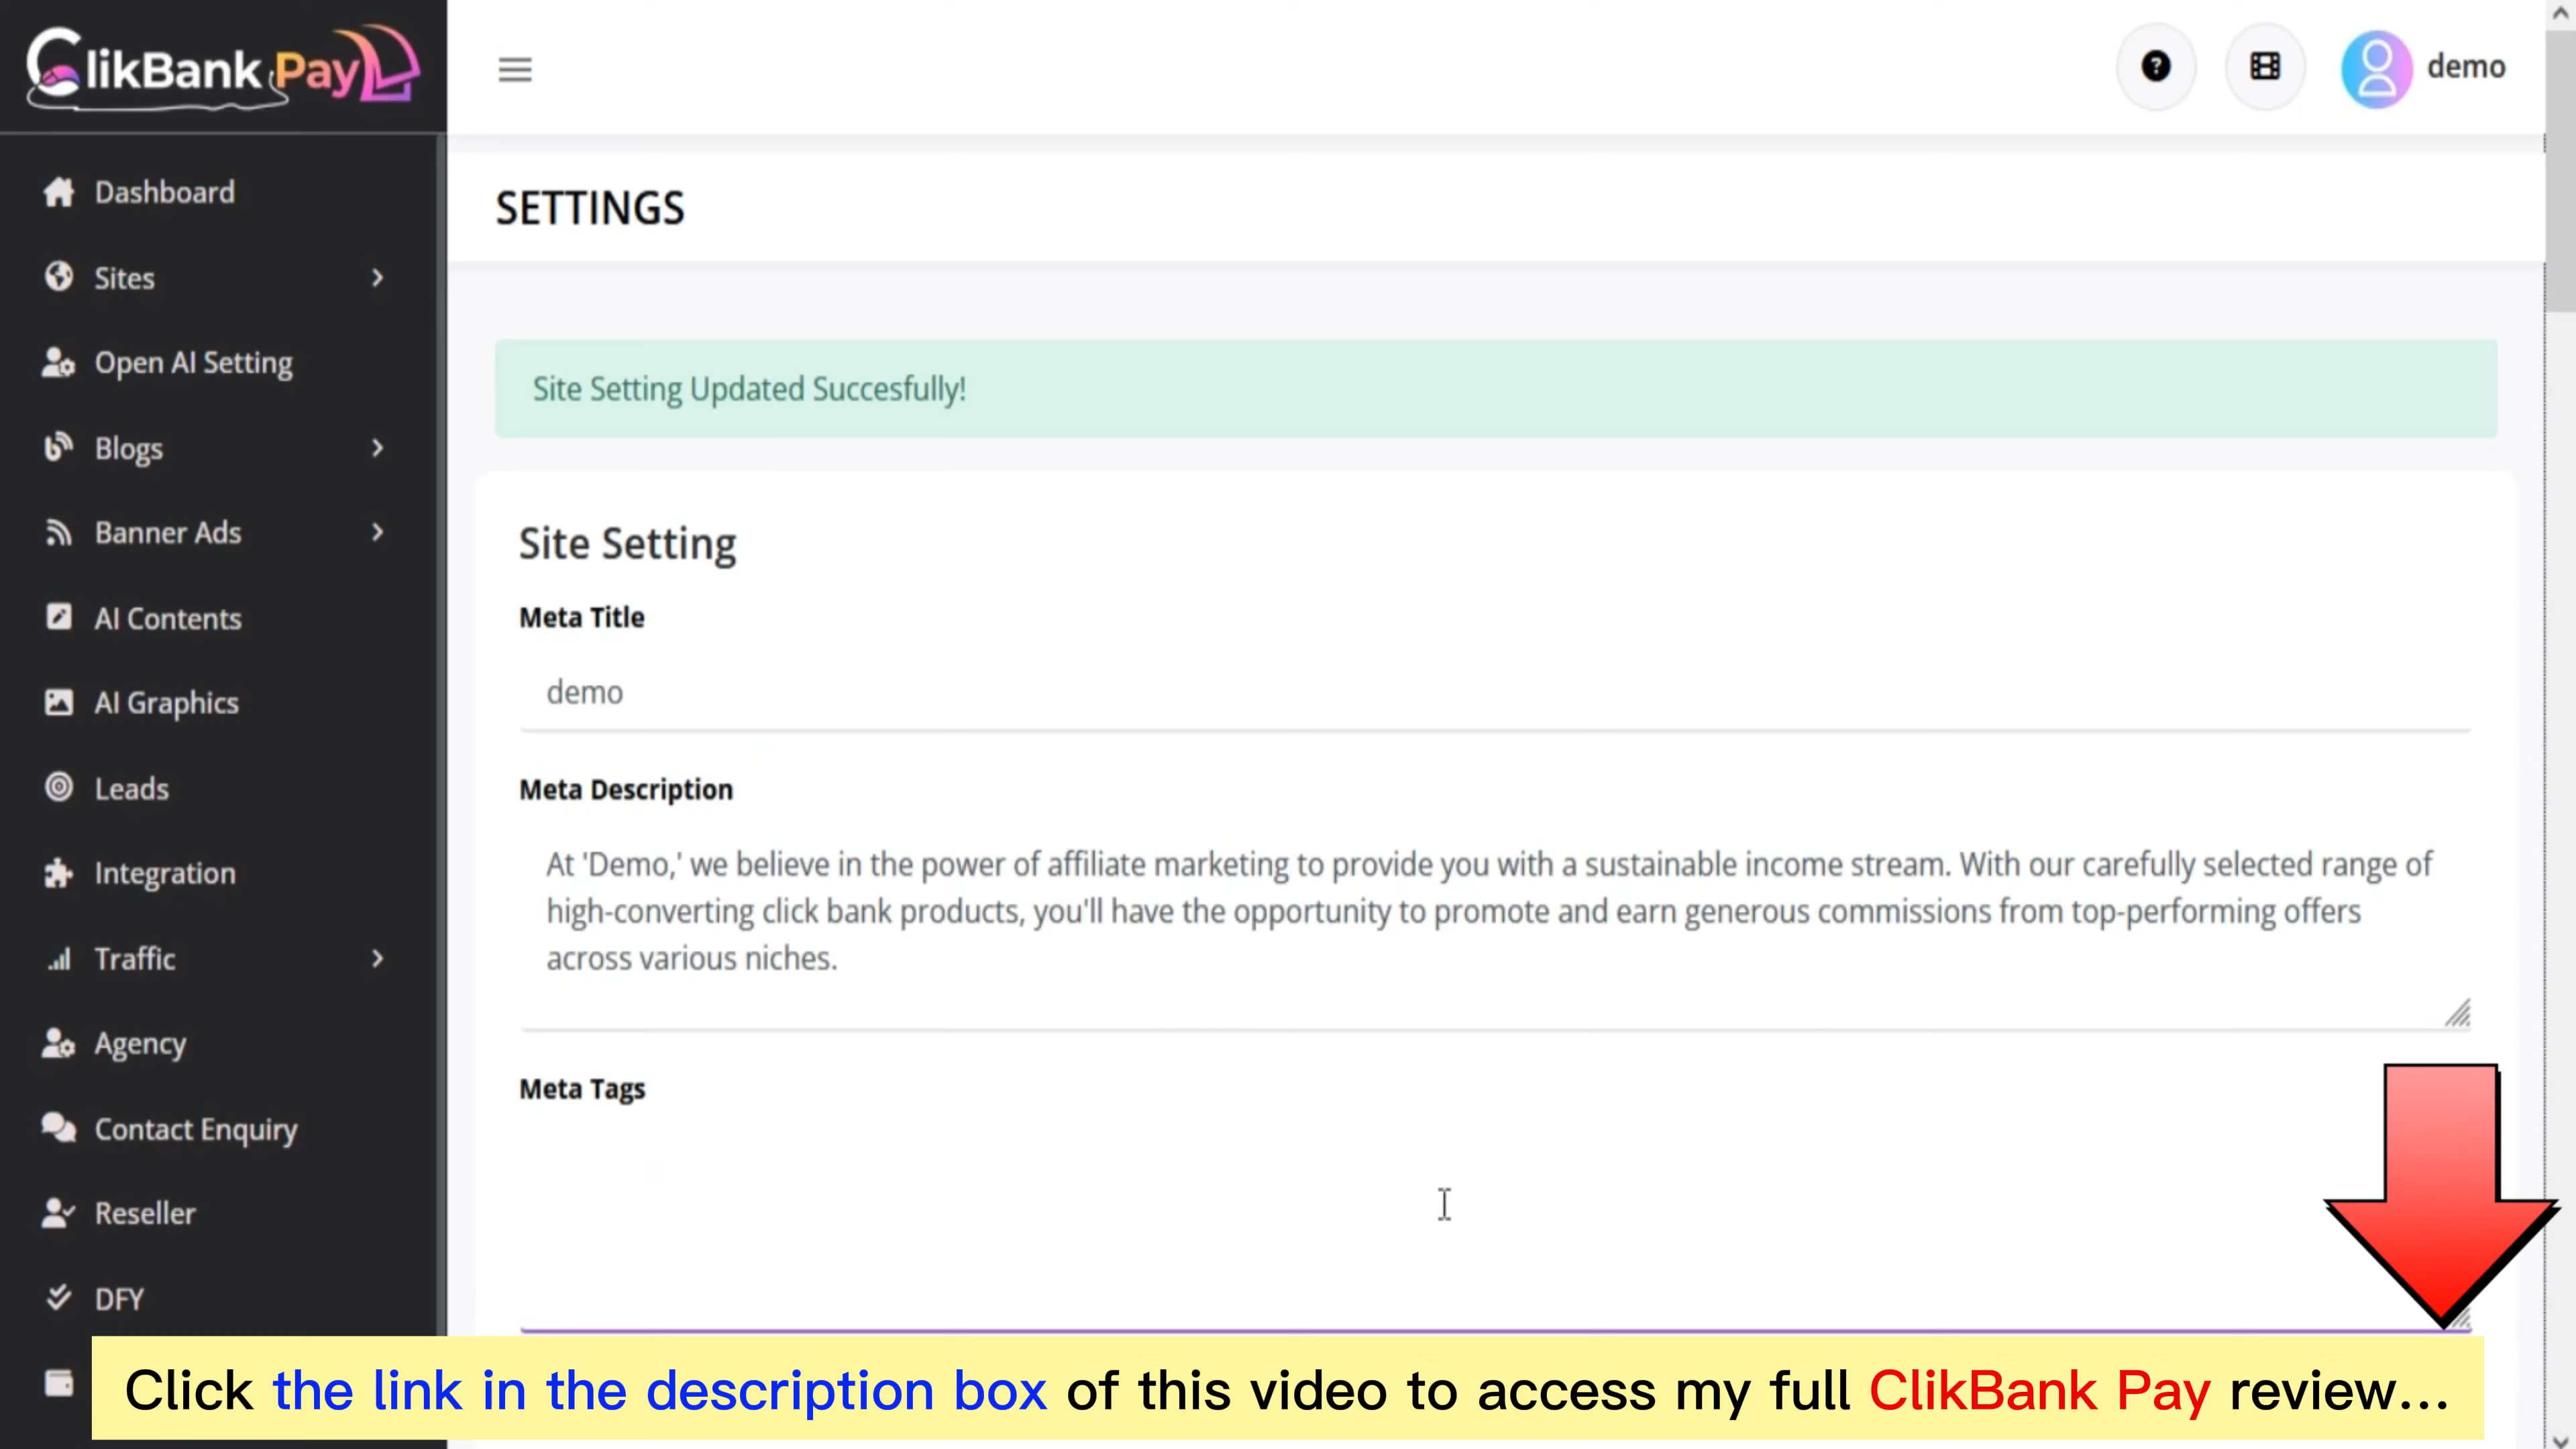 ClikBank Pay
demo
Dashboard
Sites
Open AI Setting
Blogs
Banner Ads
AI Contents
AI Graphics
Leads
Integration
Traffic
Agency
Contact Enquiry
Reseller
DFY
SETTINGS
Site Setting Updated Succesfully!
Site Setting
Meta Title
demo
Meta Description
At 'Demo,' we believe in the power of affiliate marketing to provide you with a sustainable income stream. With our carefully selected range of
high-converting click bank products, you'll have the opportunity to promote and earn generous commissions from top-performing offers
across various niches.
Meta Tags
Click the link in the description box of this video to access my full ClikBank Pay review...